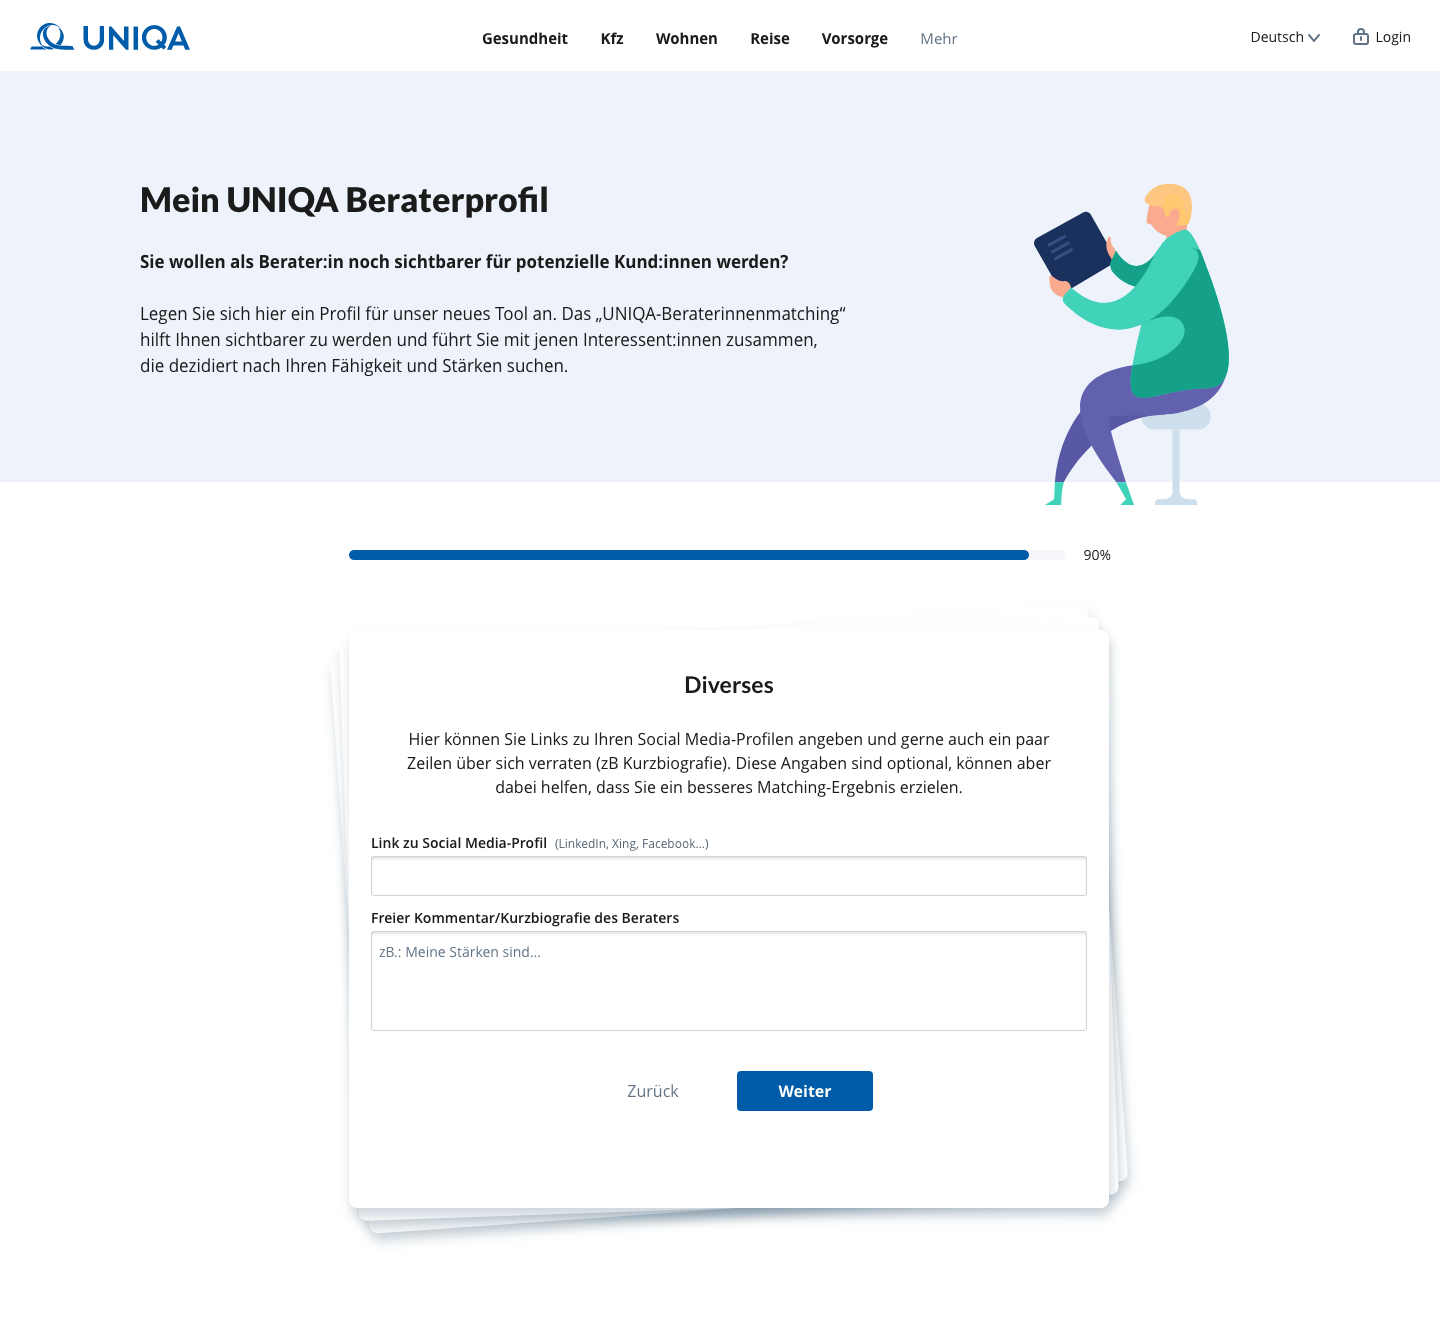 UNIQA
Gesundheit Kfz Wohnen Reise Vorsorge Mehr
Deutsch Login
Mein UNIQA Beraterprofil
Sie wollen als Berater:in noch sichtbarer für potenzielle Kund:innen werden?
Legen Sie sich hier ein Profil für unser neues Tool an. Das „UNIQA-Beraterinnenmatching“
hilft Ihnen sichtbarer zu werden und führt Sie mit jenen Interessent:innen zusammen,
die dezidiert nach Ihren Fähigkeit und Stärken suchen.
90%
Diverses
Hier können Sie Links zu Ihren Social Media-Profilen angeben und gerne auch ein paar
Zeilen über sich verraten (zB Kurzbiografie). Diese Angaben sind optional, können aber
dabei helfen, dass Sie ein besseres Matching-Ergebnis erzielen.
Link zu Social Media-Profil (LinkedIn, Xing, Facebook...)
Freier Kommentar/Kurzbiografie des Beraters
zB.: Meine Stärken sind...
Zurück Weiter